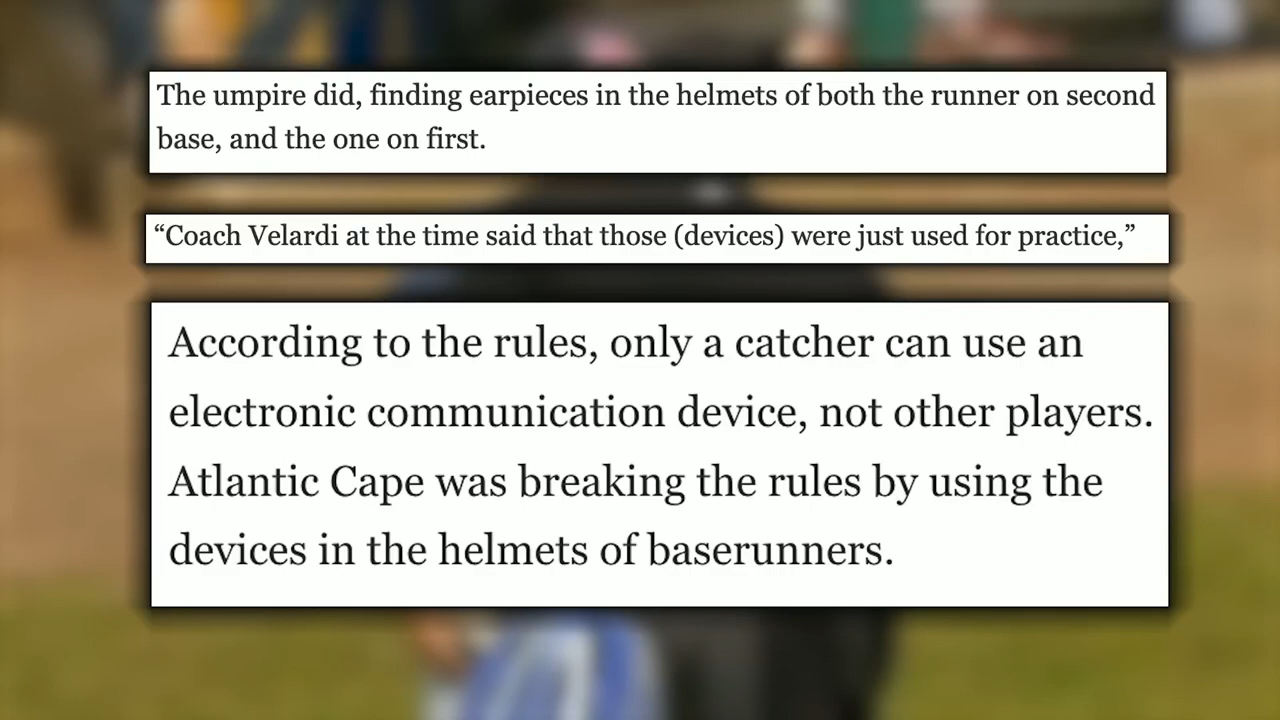 The umpire did, finding earpieces in the helmets of both the runner on second
base, and the one on first.
“Coach Velardi at the time said that those (devices) were just used for practice,”
According to the rules, only a catcher can use an
electronic communication device, not other players.
Atlantic Cape was breaking the rules by using the
devices in the helmets of baserunners.